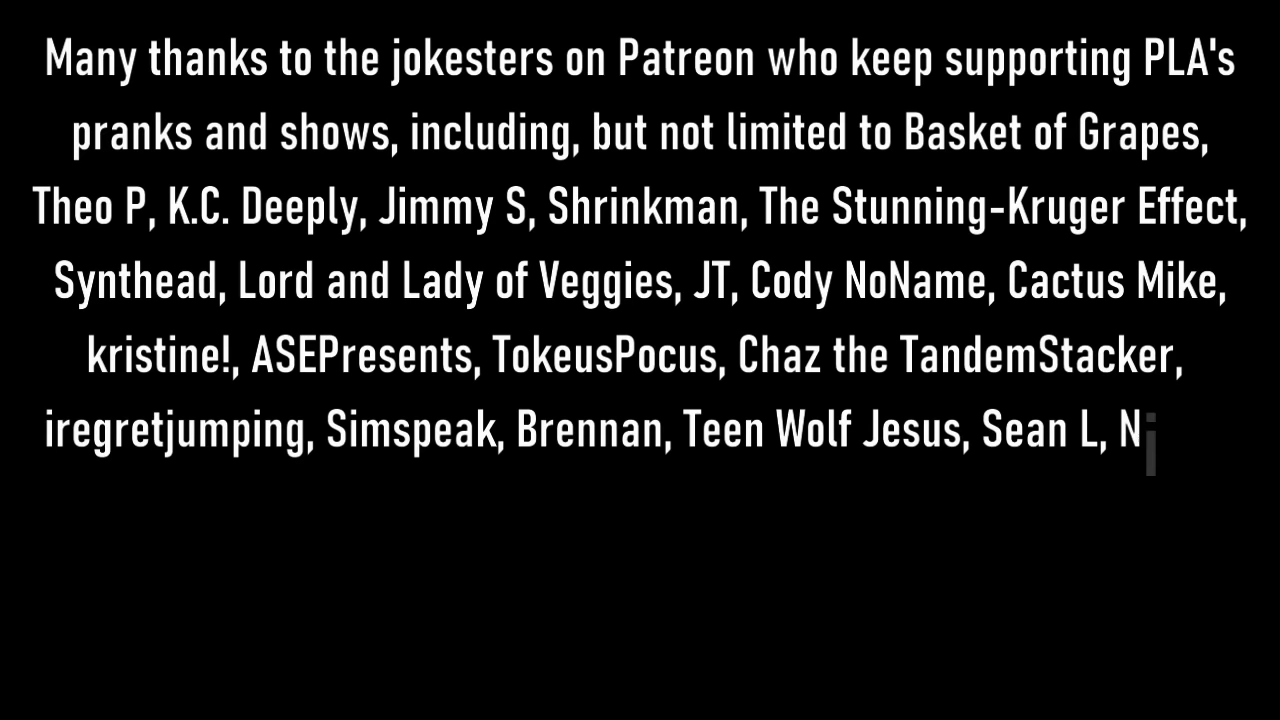 Many thanks to the jokesters on Patreon who keep supporting PLA's
pranks and shows, including, but not limited to Basket of Grapes,
Theo P, K.C. Deeply, Jimmy S, Shrinkman, The Stunning-Kruger Effect,
Synthead, Lord and Lady of Veggies, JT, Cody NoName, Cactus Mike,
kristine!, ASEPresents, TokeusPocus, Chaz the TandemStacker,
iregretjumping, Simspeak, Brennan, Teen Wolf Jesus, Sean L, Ni